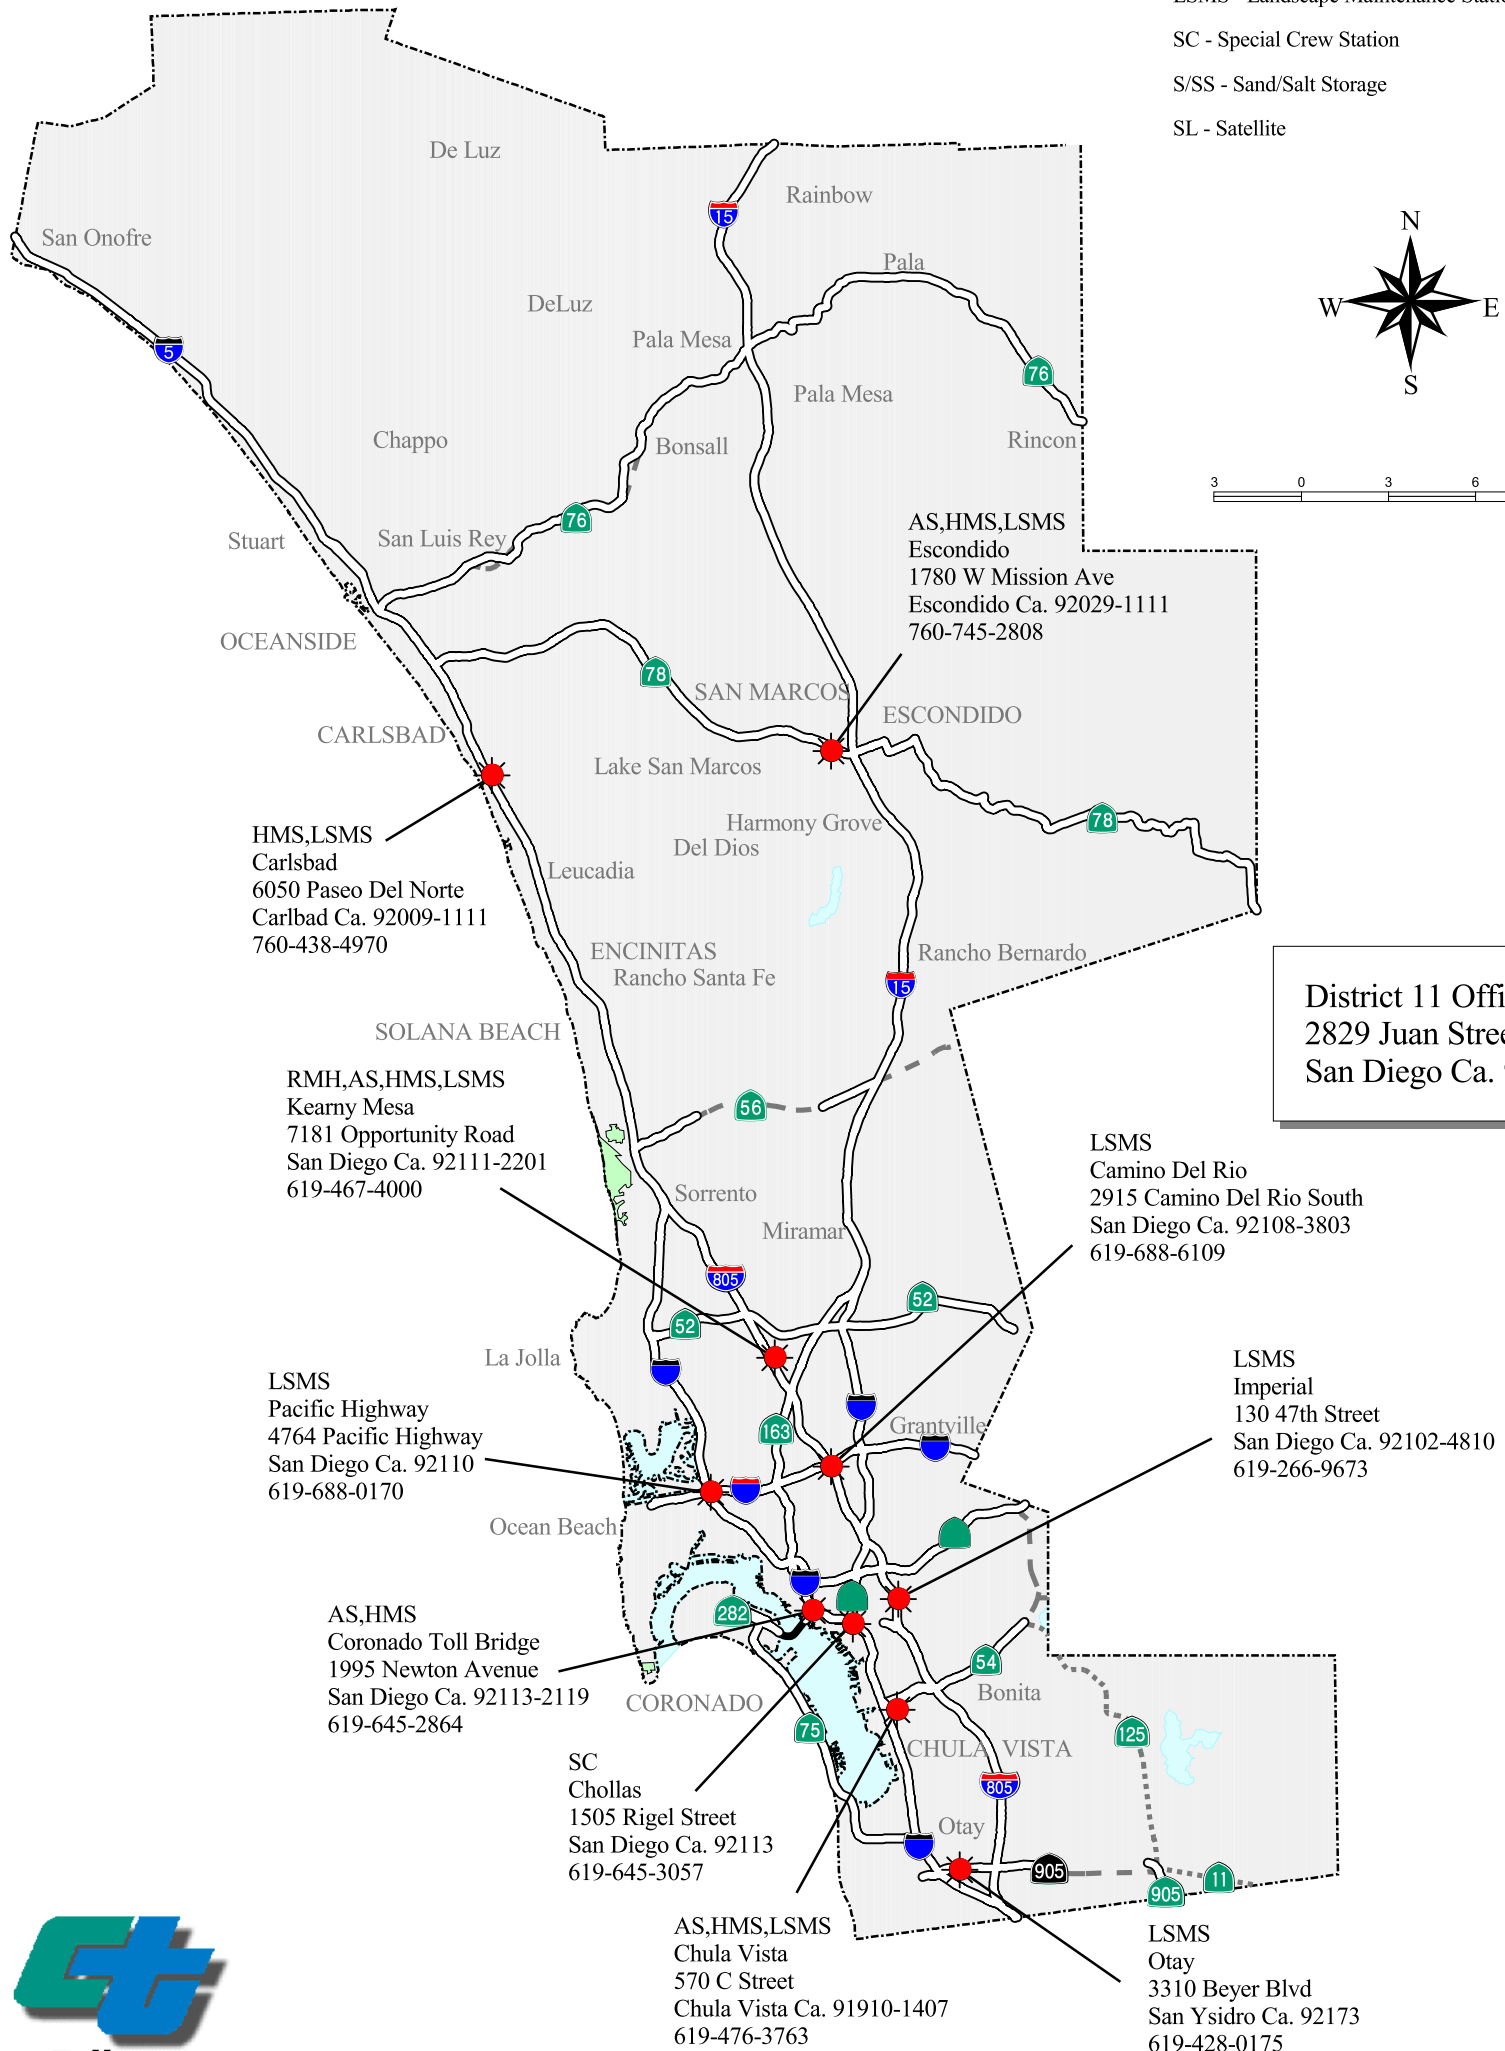 LSMS - Landscape Maintenance
SC - Special Crew Station
S/SS - Sand/Salt Storage
SL - Satellite
N
W
E
S
3 0 3 6
De Luz
Rainbow
15
San Onofre
Pala
DeLuz
5
Pala Mesa
76
Pala Mesa
Chappo
Bonsall
Rincon
76
Stuart
San Luis Rey
AS,HMS,LSMS
Escondido
1780 W Mission Ave
Escondido Ca. 92029-1111
760-745-2808
OCEANSIDE
78
SAN MARCOS
ESCONDIDO
CARLSBAD
Lake San Marcos
Harmony Grove
78
Del Dios
HMS,LSMS
Carlsbad
6050 Paseo Del Norte
Carlbad Ca. 92009-1111
760-438-4970
Leucadia
ENCINITAS
Rancho Santa Fe
Rancho Bernardo
15
District 11
2829 Juan
San Diego Ca.
SOLANA BEACH
RMH,AS,HMS,LSMS
Kearny Mesa
7181 Opportunity Road
San Diego Ca. 92111-2201
619-467-4000
56
LSMS
Camino Del Rio
2915 Camino Del Rio South
San Diego Ca. 92108-3803
619-688-6109
Sorrento
Miramar
805
52
52
La Jolla
LSMS
Pacific Highway
4764 Pacific Highway
San Diego Ca. 92110
619-688-0170
LSMS
Imperial
130 47th Street
San Diego Ca. 92102-4810
619-266-9673
163
Grantville
Ocean Beach
282
AS,HMS
Coronado Toll Bridge
1995 Newton Avenue
San Diego Ca. 92113-2119
619-645-2864
54
Bonita
CORONADO
75
125
CHULA VISTA
SC
Chollas
1505 Rigel Street
San Diego Ca. 92113
619-645-3057
805
Otay
905
905
11
AS,HMS,LSMS
Chula Vista
570 C Street
Chula Vista Ca. 91910-1407
619-476-3763
LSMS
Otay
3310 Beyer Blvd
San Ysidro Ca. 92173
619-428-0175